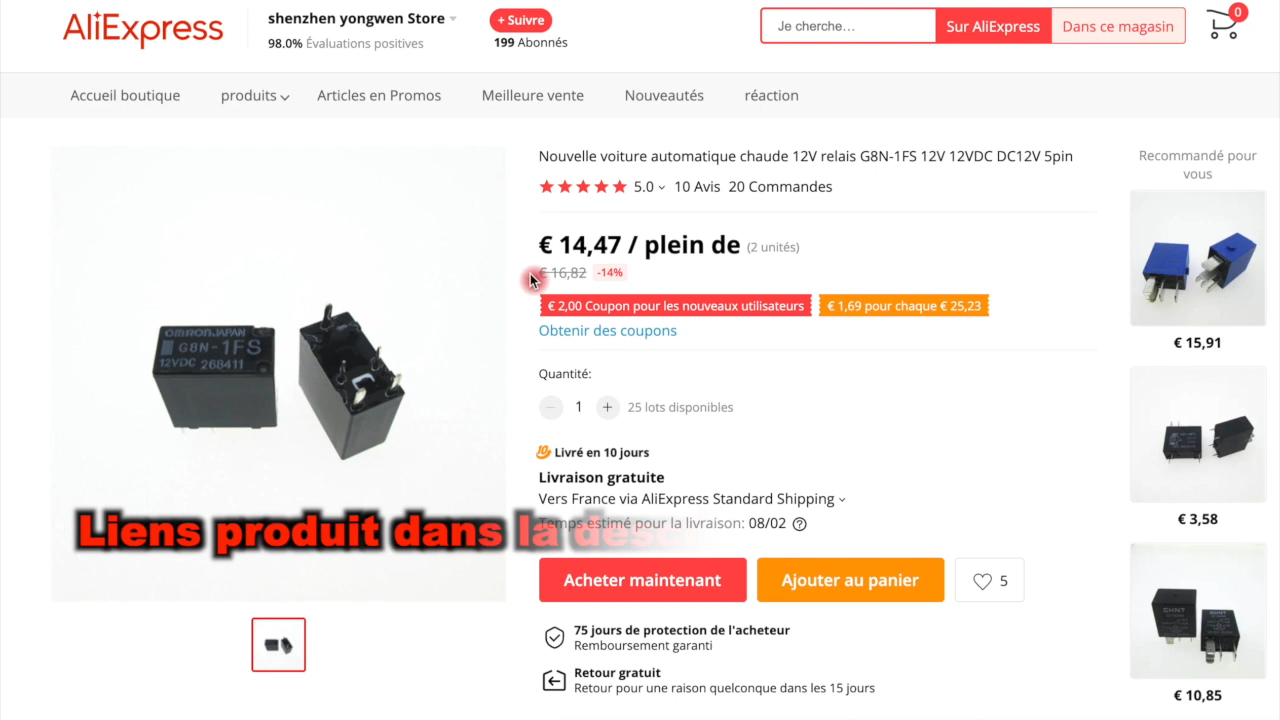 AliExpress
shenzhen yongwen Store
98.0% Évaluations positives
+ Suivre
199 Abonnés
Je cherche...
Sur AliExpress
Dans ce magasin
0
Accueil boutique
produits
Articles en Promos
Meilleure vente
Nouveautés
réaction
OMRON JAPAN
G8N-1FS
12VDC 268411
Nouvelle voiture automatique chaude 12V relais G8N-1FS 12V 12VDC DC12V 5pin
5.0 10 Avis 20 Commandes
€ 14,47 / plein de (2 unités)
€ 16,82 -14%
€ 2,00 Coupon pour les nouveaux utilisateurs
€ 1,69 pour chaque € 25,23
Obtenir des coupons
Quantité:
1
25 lots disponibles
Livré en 10 jours
Livraison gratuite
Vers France via AliExpress Standard Shipping
Temps estimé pour la livraison: 08/02
Liens produit dans la
Acheter maintenant
Ajouter au panier
5
75 jours de protection de l'acheteur
Remboursement garanti
Retour gratuit
Retour pour une raison quelconque dans les 15 jours
Recommandé pour
vous
€ 15,91
€ 3,58
€ 10,85